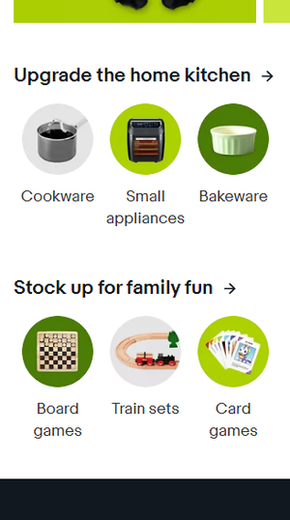 Upgrade the home kitchen →
Cookware
Small
appliances
Bakeware
Stock up for family fun →
Board
games
Train sets
Card
games